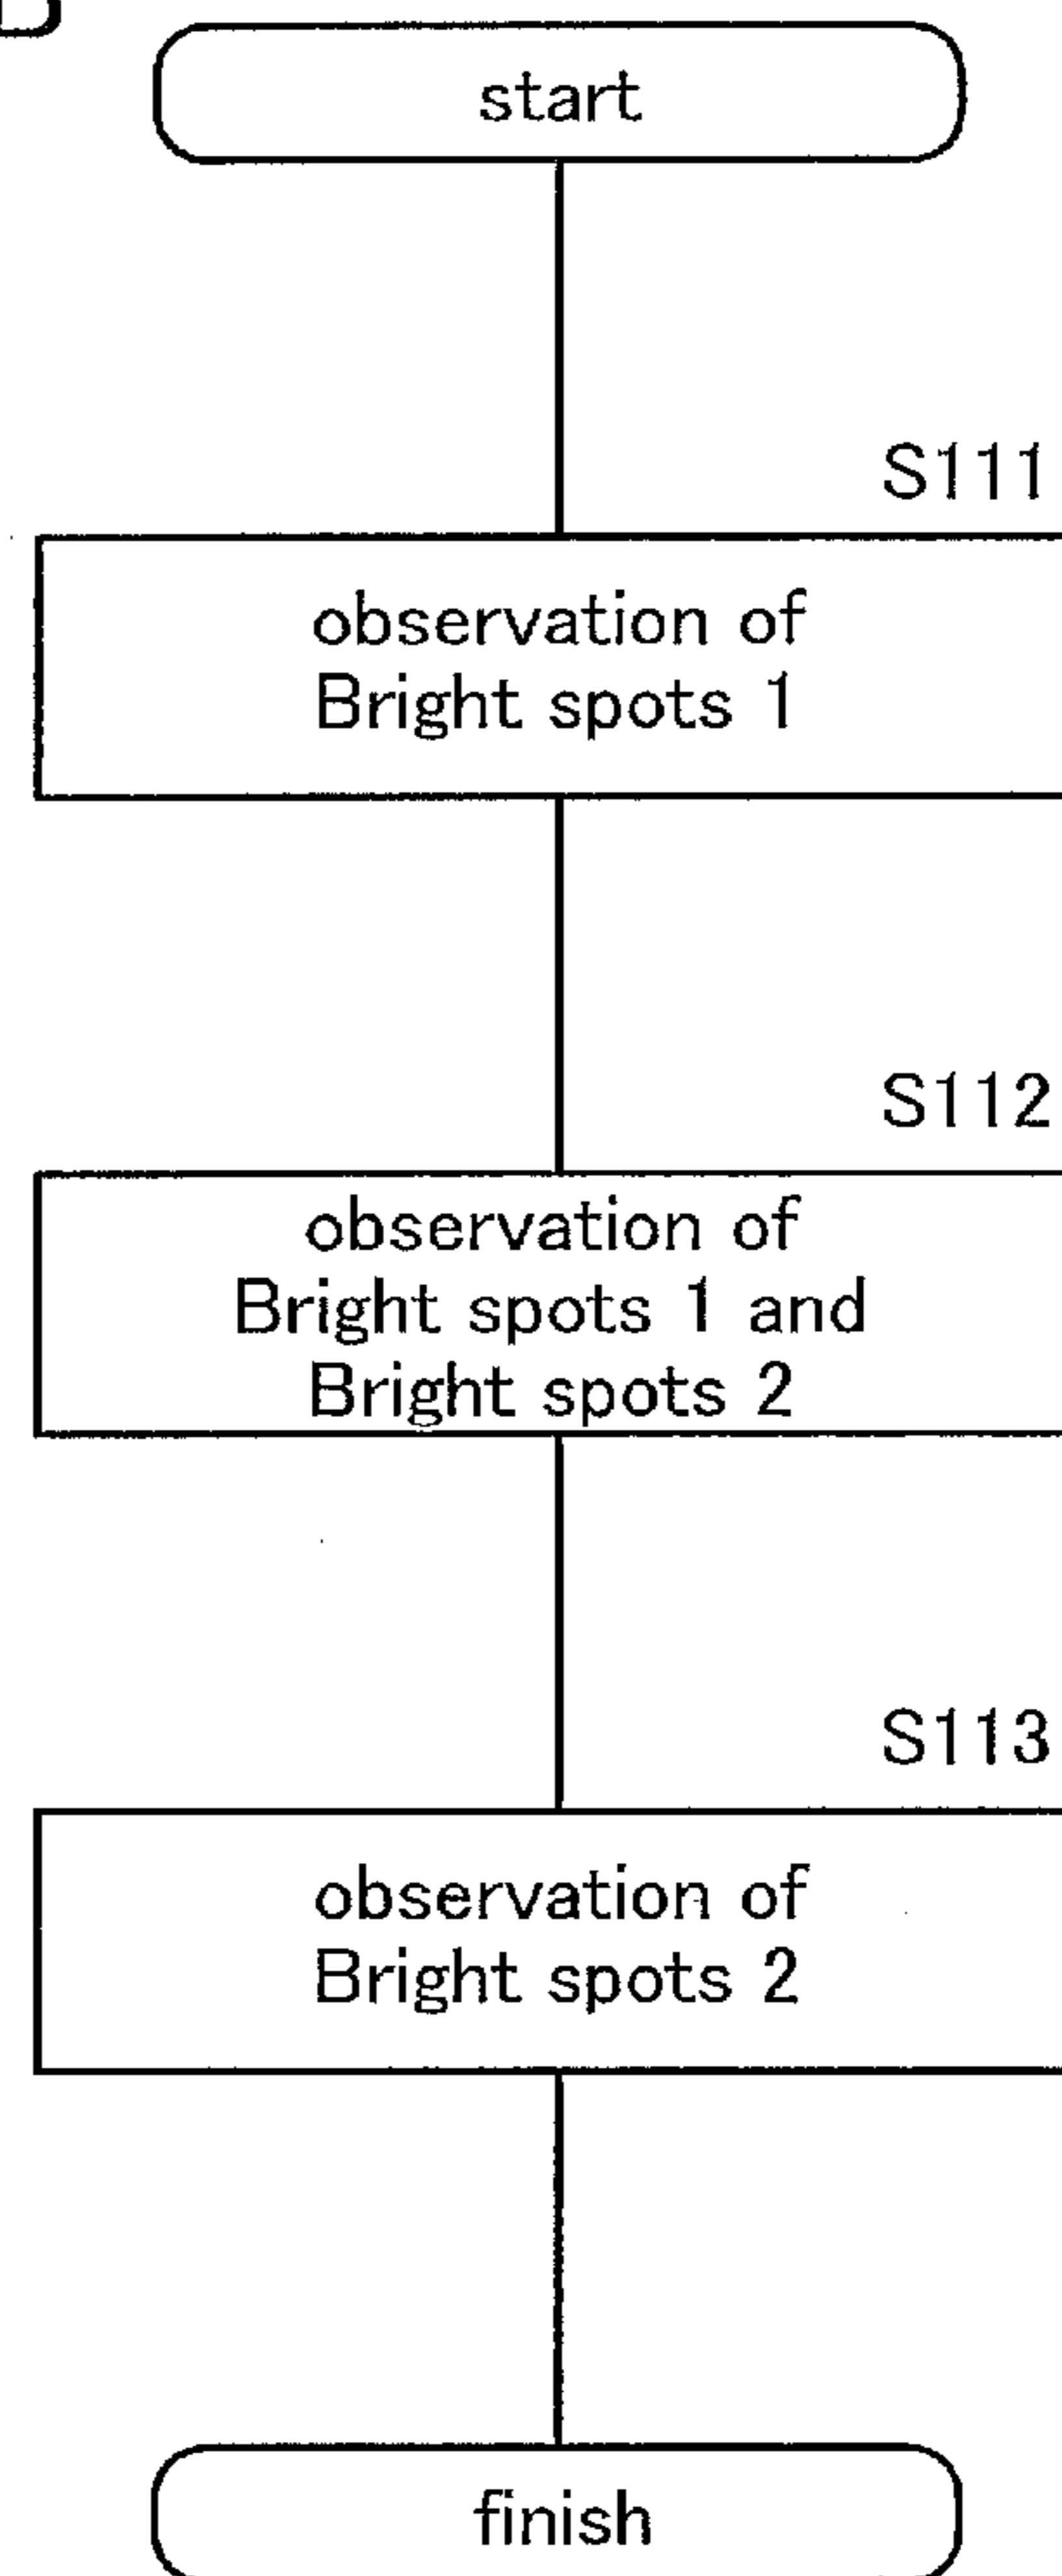 start
S111
observation of
Bright spots 1
S112
observation of
Bright spots 1 and
Bright spots 2
S113
observation of
Bright spots 2
finish